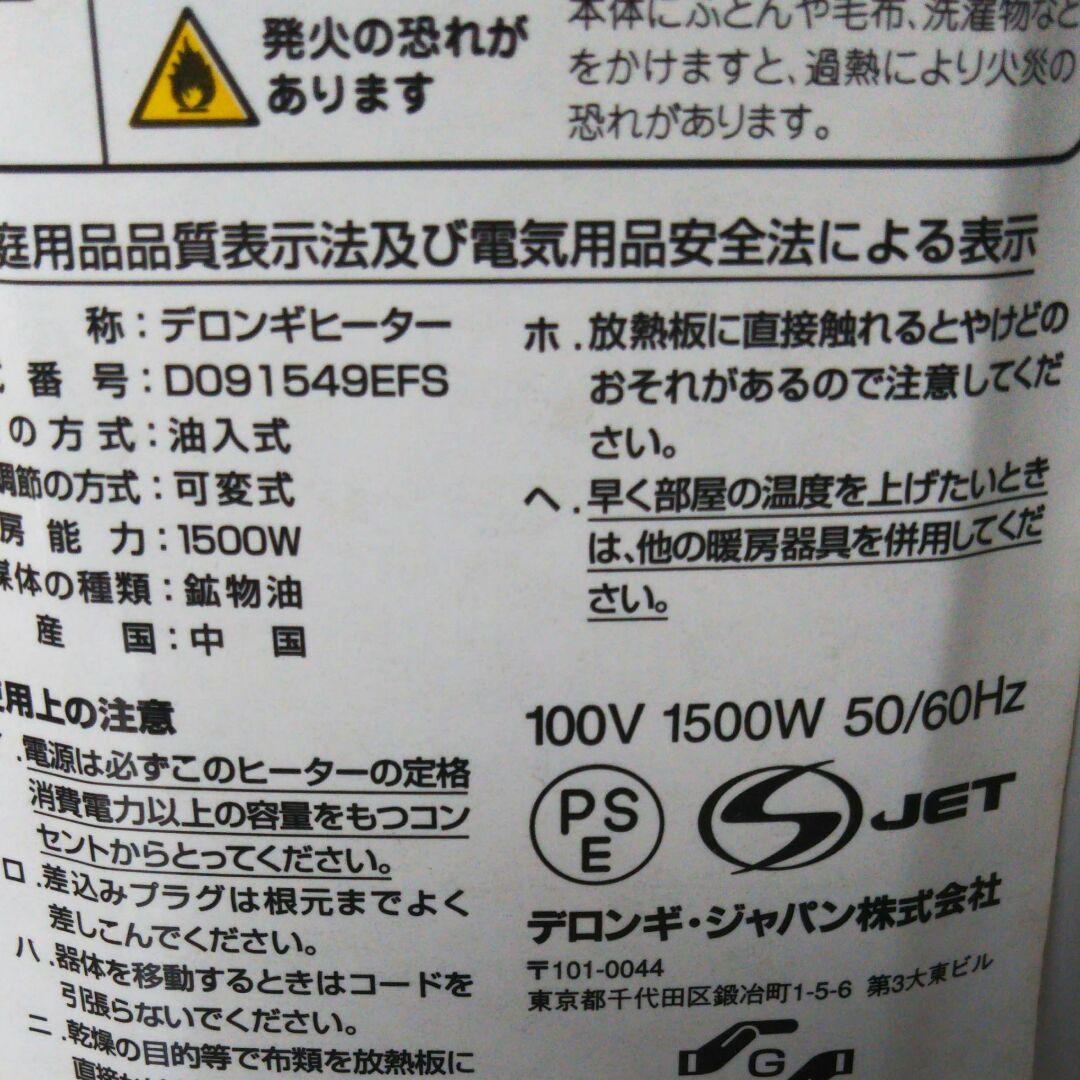 発火の恐れが
あります
本体にふとんや毛布、洗濯物など
をかけますと、過熱により火災の
恐れがあります。
庭用品品質表示法及び電気用品安全法による表示
称：デロンギヒーター
番号：D091549EFS
の方式：油入式
調節の方式：可変式
房能力：1500W
媒体の種類：鉱物油
産国：中国
使用上の注意
.電源は必ずこのヒーターの定格
消費電力以上の容量をもつコン
セントからとってください。
ロ.差込みプラグは根元までよく
差しこんでください。
ハ.器体を移動するときはコードを
引張らないでください。
ニ.乾燥の目的等で布類を放熱板に
直接
ホ.放熱板に直接触れるとやけどの
おそれがあるので注意してくだ
さい。
ヘ.早く部屋の温度を上げたいとき
は、他の暖房器具を併用してくだ
さい。
100V 1500W 50/60Hz
PSE
JET
デロンギ・ジャパン株式会社
〒101-0044
東京都千代田区鍛冶町1-5-6 第3大東ビル
G